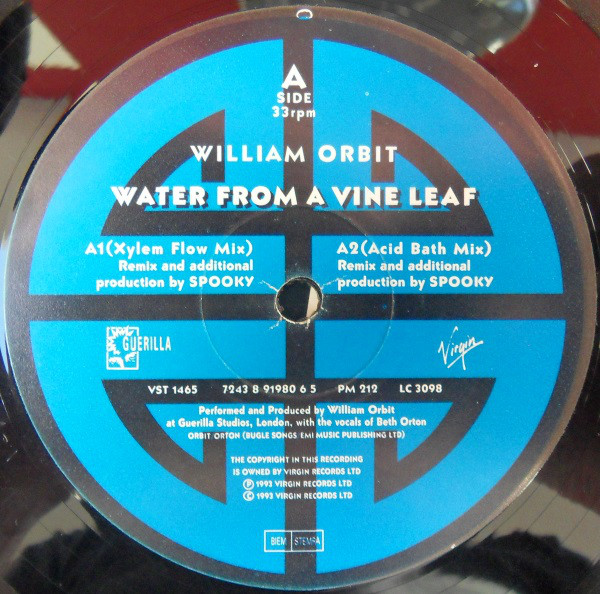 A
SIDE
33rpm
WILLIAM ORBIT
WATER FROM A VINE LEAF
A1 (Xylem Flow Mix)
Remix and additional
production by SPOOKY
A2 (Acid Bath Mix)
Remix and additional
production by SPOOKY
GUERILLA
Virgin
VST 1465 7243 8 91980 6 5 PM 212 LC 3098
Performed and Produced by William Orbit
at Guerilla Studios, London, with the vocals of Beth Orton
ORBIT ORTON (BUGLE SONGS/EMI MUSIC PUBLISHING LTD)
THE COPYRIGHT IN THIS RECORDING
IS OWNED BY VIRGIN RECORDS LTD
Ⓟ 1993 VIRGIN RECORDS LTD
© 1993 VIRGIN RECORDS LTD
BIEM STEMRA